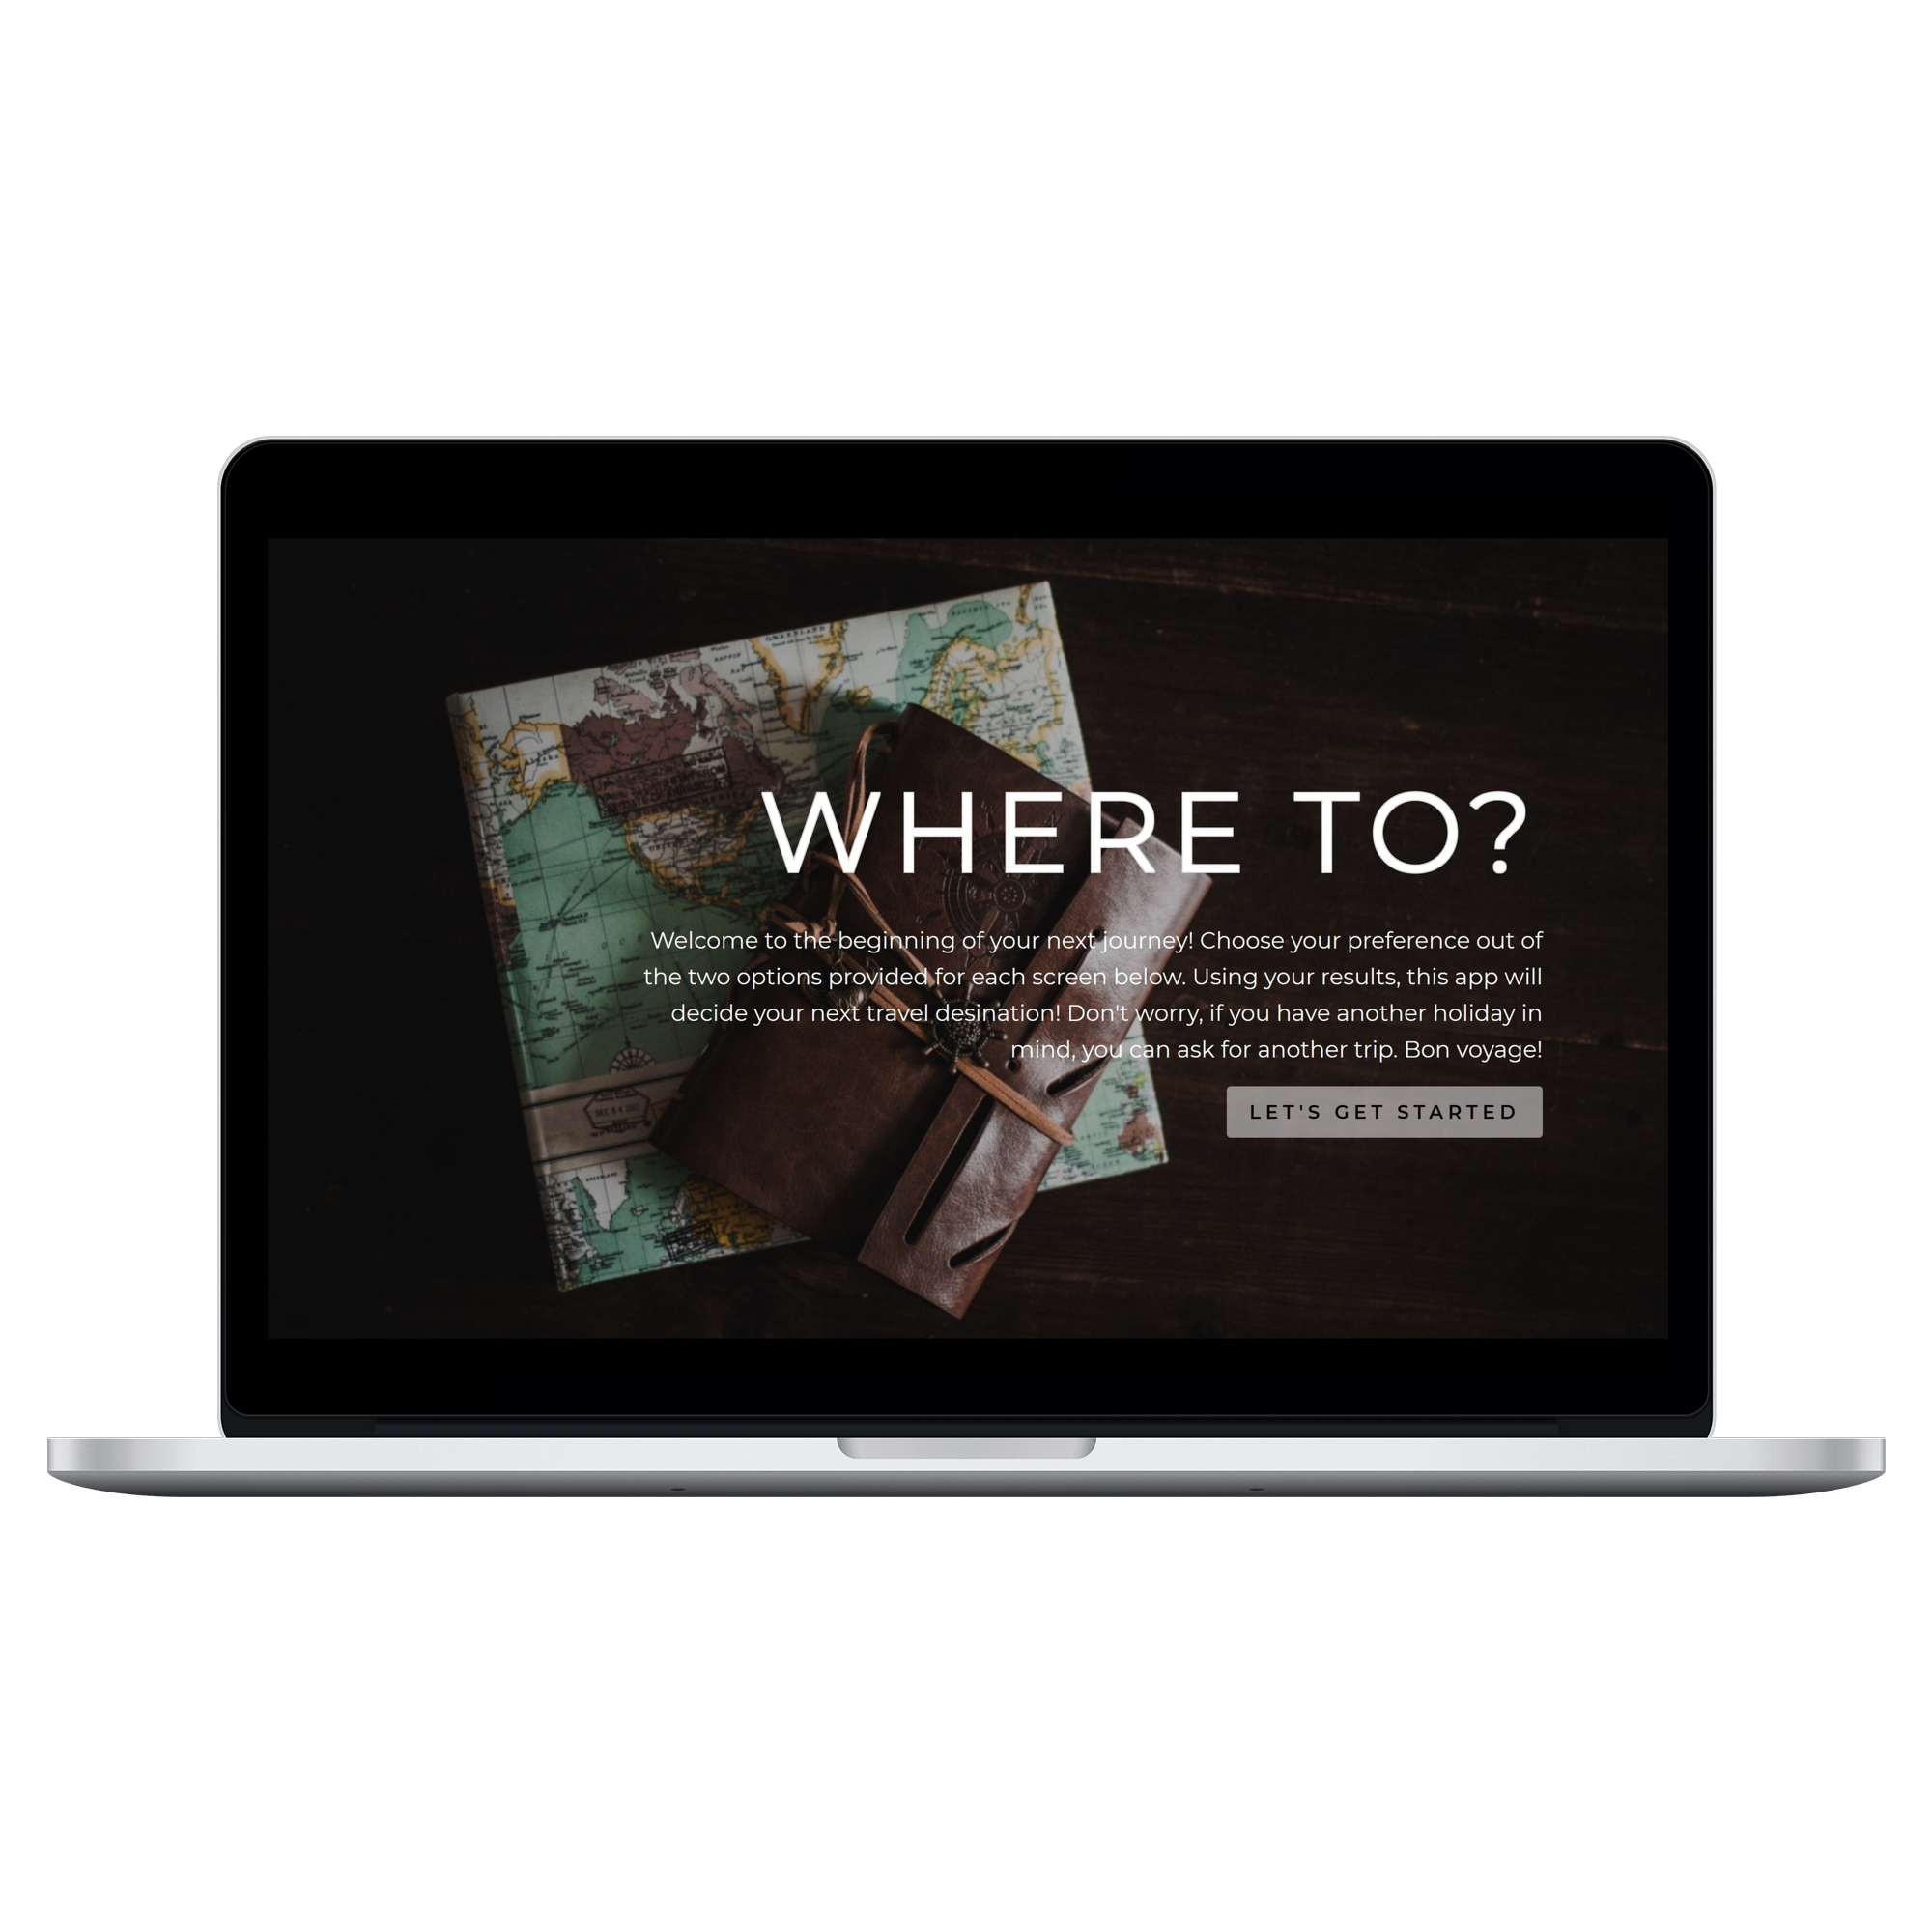 WHERE TO?
Welcome to the beginning of your next journey! Choose your preference out of
the two options provided for each screen below. Using your results, this app will
decide your next travel desination! Don't worry, if you have another holiday in
mind, you can ask for another trip. Bon voyage!
LET'S GET STARTED